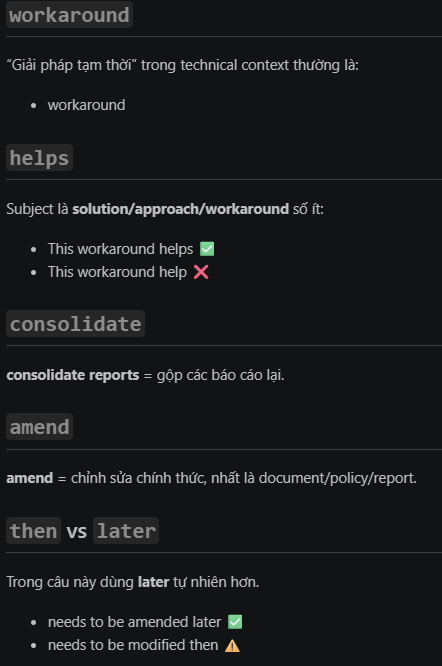 workaround
“Giải pháp tạm thời” trong technical context thường là:
• workaround
helps
Subject là solution/approach/workaround số ít:
• This workaround helps ✅
• This workaround help ❌
consolidate
consolidate reports = gộp các báo cáo lại.
amend
amend = chỉnh sửa chính thức, nhất là document/policy/report.
then vs later
Trong câu này dùng later tự nhiên hơn.
• needs to be amended later ✅
• needs to be modified then ⚠️